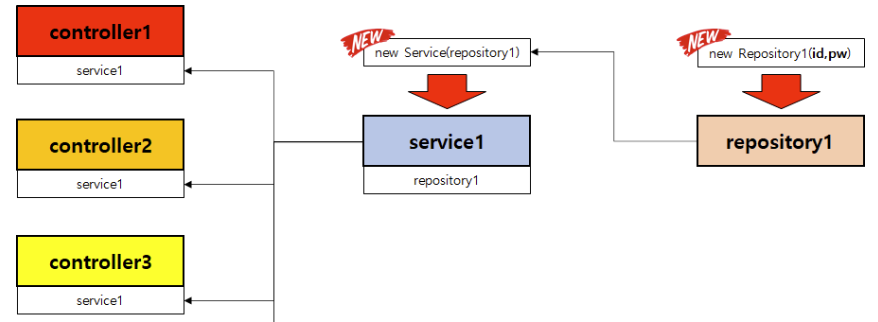 controller1
service1
controller2
service1
controller3
service1
NEW
new Service(repository1)
service1
repository1
NEW
new Repository1(id,pw)
repository1